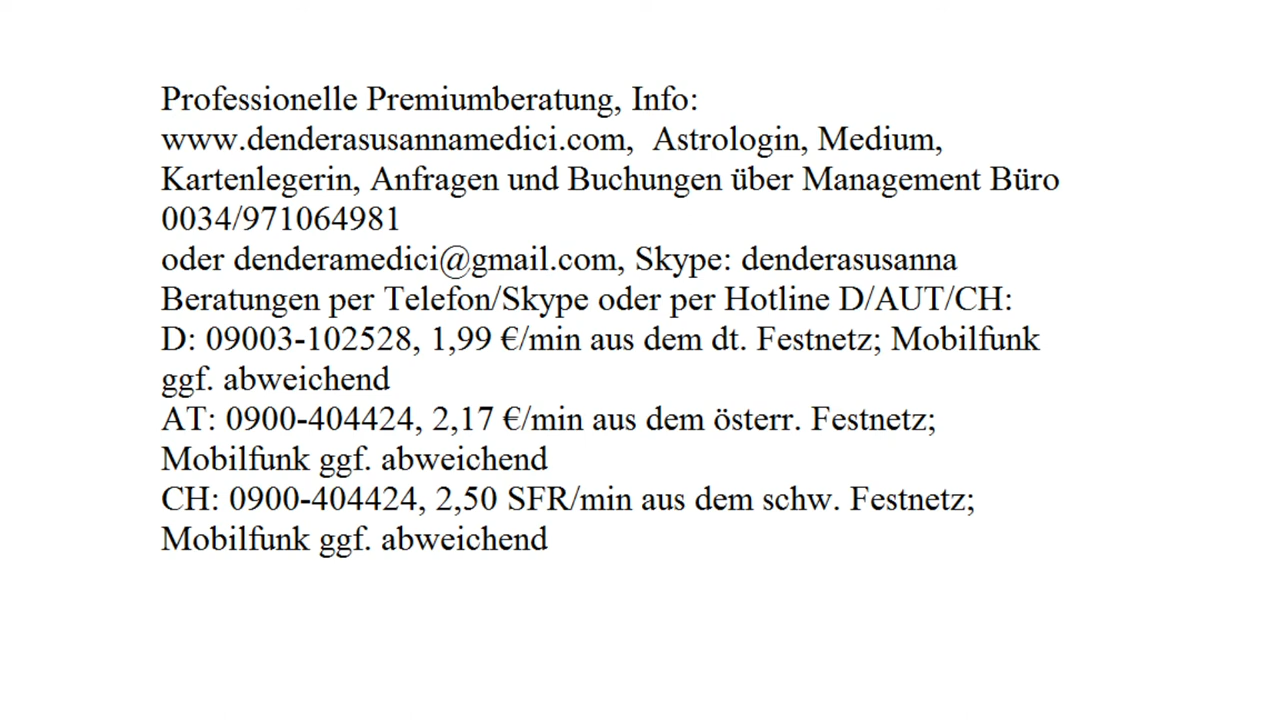 Professionelle Premiumberatung, Info:
www.denderasusannamedici.com,  Astrologin, Medium,
Kartenlegerin, Anfragen und Buchungen über Management Büro
0034/971064981
oder denderamedici@gmail.com, Skype: denderasusanna
Beratungen per Telefon/Skype oder per Hotline D/AUT/CH:
D: 09003-102528, 1,99 €/min aus dem dt. Festnetz; Mobilfunk
ggf. abweichend
AT: 0900-404424, 2,17 €/min aus dem österr. Festnetz;
Mobilfunk ggf. abweichend
CH: 0900-404424, 2,50 SFR/min aus dem schw. Festnetz;
Mobilfunk ggf. abweichend